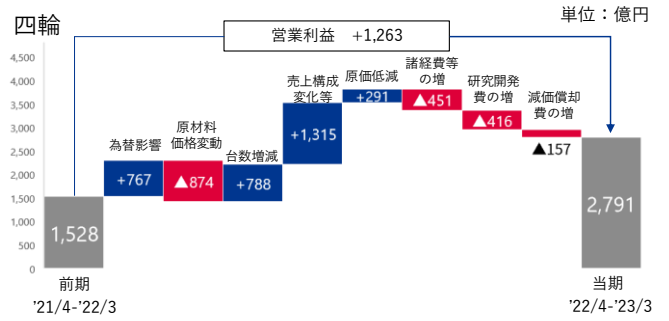 四輪
単位：億円
営業利益　+1,263
4,500
4,000
3,500
3,000
2,500
2,000
1,500
1,000
500
0
1,528
為替影響
+767
原材料
価格変動
▲874
台数増減
+788
売上構成
変化等
+1,315
原価低減
+291
諸経費等
の増
▲451
研究開発
費の増
▲416
減価償却
費の増
▲157
2,791
前期
’21/4-’22/3
当期
’22/4-’23/3